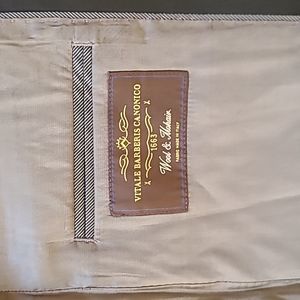 VITALE BARBERIS CANONICO
1663
Wool & Mohair
FABRIC MADE IN ITALY